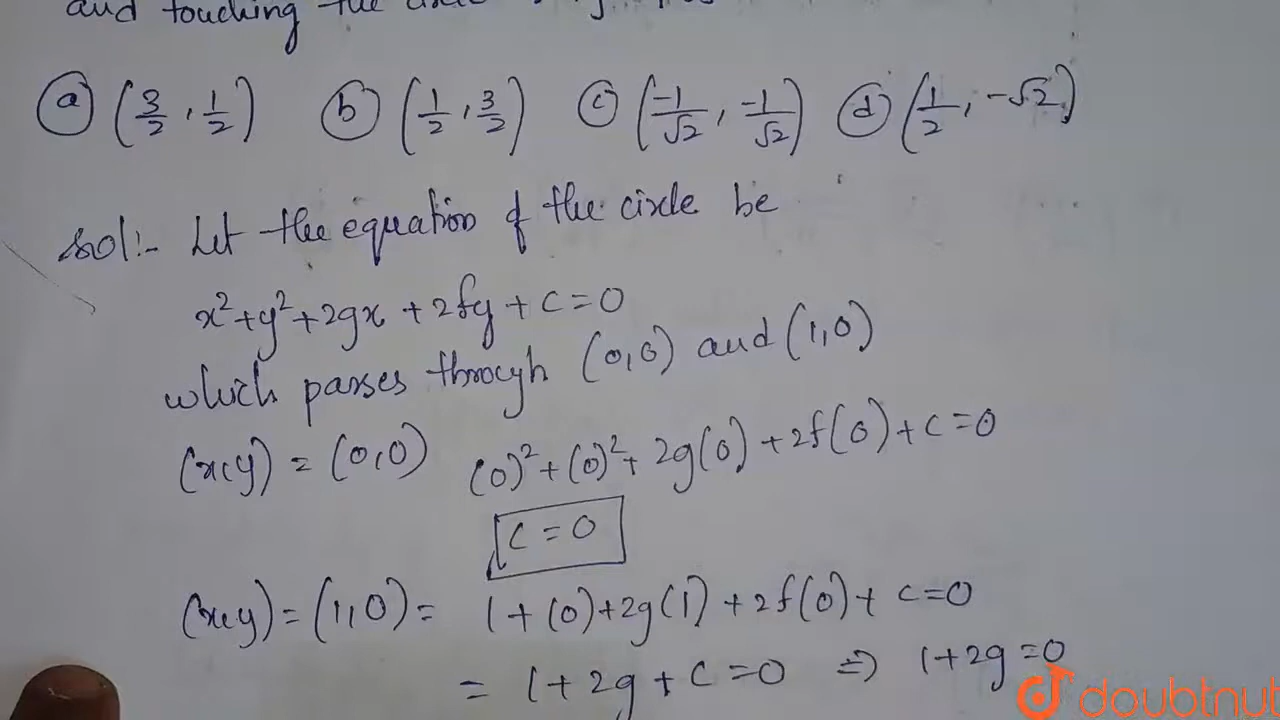 and touching the circle
ⓐ (3/2, 1/2) ⓑ (1/2, 3/2) ⓒ (-1/√2, -1/√2) ⓓ (1/2, -√2)
Sol:- Let the equation of the circle be
x²+y²+2gx+2fy+c=0
which passes through (0,0) and (1,0)
(x,y) = (0,0) (0)²+(0)²+2g(0)+2f(0)+c=0
c=0
(x,y)=(1,0)= 1+(0)+2g(1)+2f(0)+c=0
= 1+2g+c=0 ⇒ 1+2g=0
doubtnut